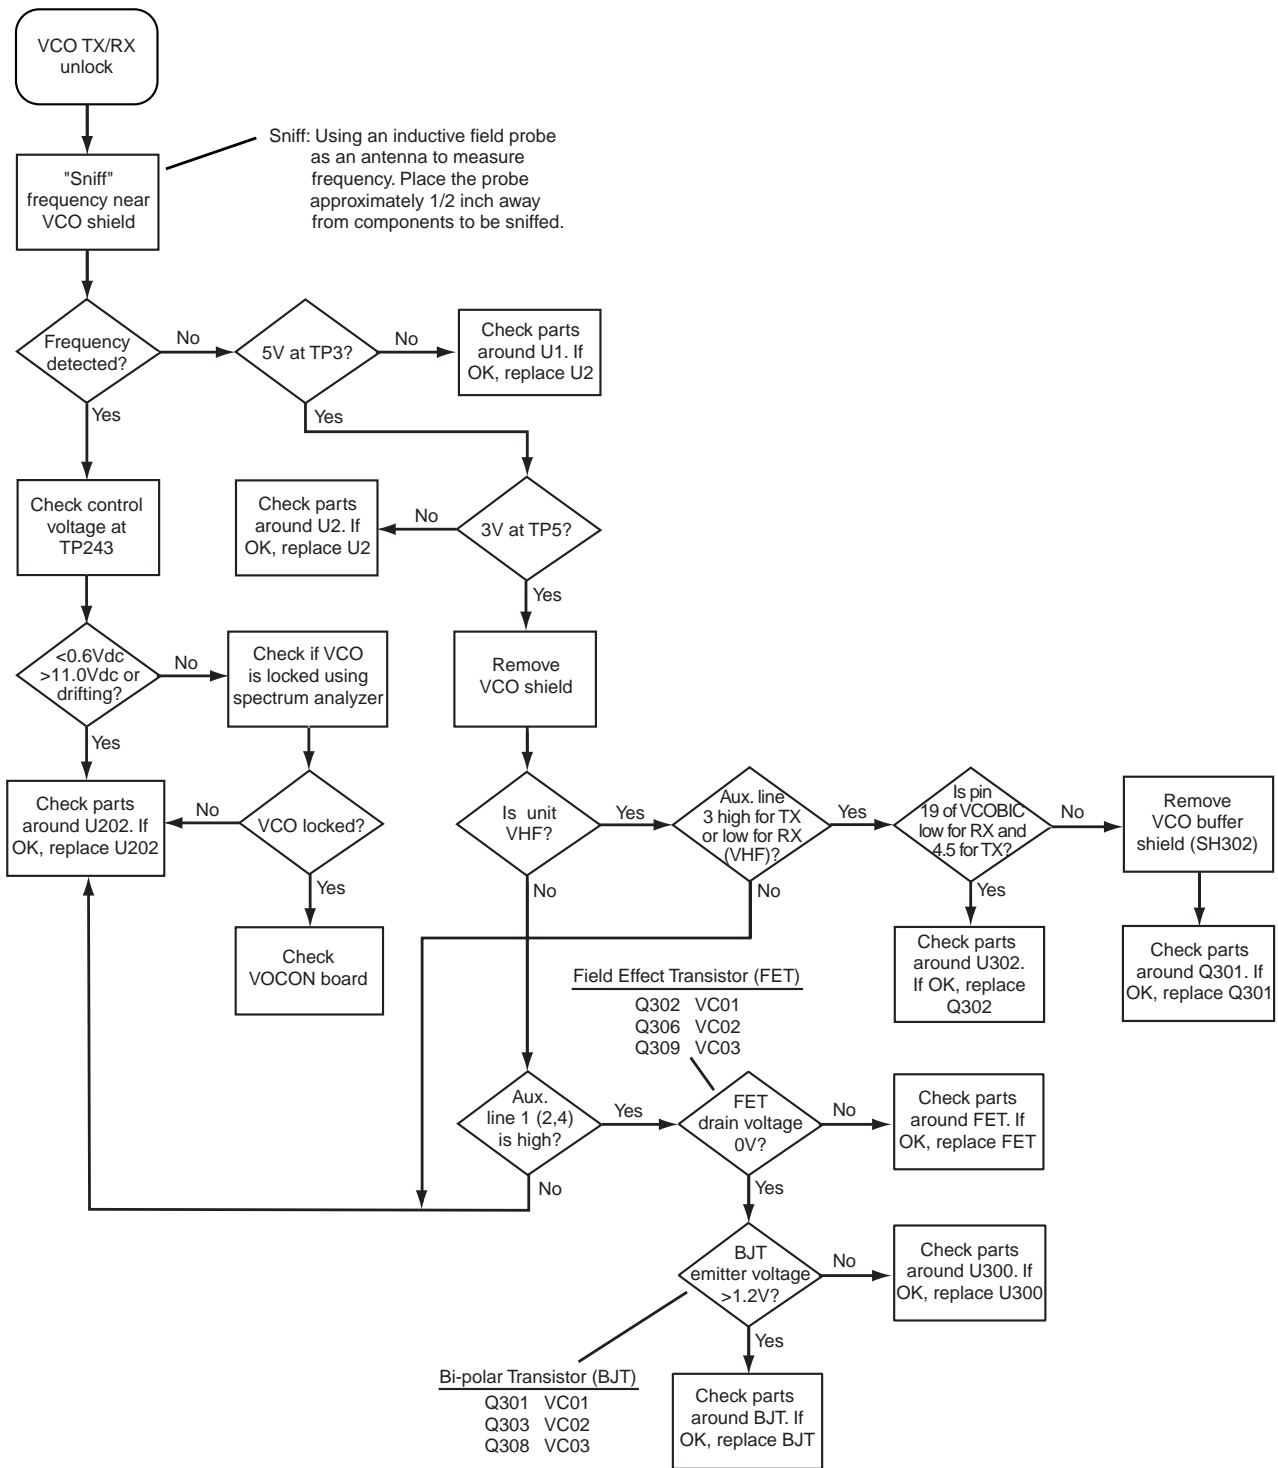 VCO TX/RX
unlock
Sniff: Using an inductive field probe
as an antenna to measure
frequency. Place the probe
approximately 1/2 inch away
from components to be sniffed.
"Sniff"
frequency near
VCO shield
Frequency
detected?
No
Yes
5V at TP3?
No
Yes
Check parts
around U1. If
OK, replace U2
Check control
voltage at
TP243
Check parts
around U2. If
OK, replace U2
No
3V at TP5?
Yes
<0.6Vdc
>11.0Vdc or
drifting?
No
Yes
Check if VCO
is locked using
spectrum analyzer
Remove
VCO shield
Check parts
around U202. If
OK, replace U202
No
VCO locked?
Yes
Is unit
VHF?
Yes
No
Aux. line
3 high for TX
or low for RX
(VHF)?
Yes
No
Is pin
19 of VCOBIC
low for RX and
4.5 for TX?
No
Yes
Remove
VCO buffer
shield (SH302)
Check
VOCON board
Check parts
around U302.
If OK, replace
Q302
Check parts
around Q301. If
OK, replace Q301
Field Effect Transistor (FET)
Q302 VC01
Q306 VC02
Q309 VC03
Aux.
line 1 (2,4)
is high?
Yes
No
FET
drain voltage
0V?
No
Yes
Check parts
around FET. If
OK, replace FET
BJT
emitter voltage
>1.2V?
No
Yes
Check parts
around U300. If
OK, replace U300
Bi-polar Transistor (BJT)
Q301 VC01
Q303 VC02
Q308 VC03
Check parts
around BJT. If
OK, replace BJT